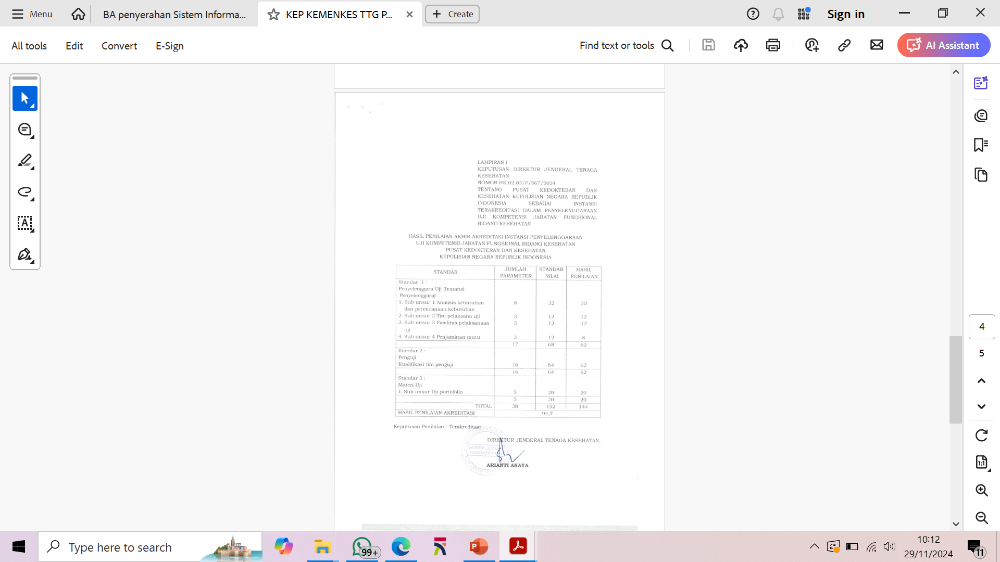 Menu
BA penyerahan Sistem Informa...
KEP KEMENKES TTG P...
Create
Sign in
All tools
Edit
Convert
E-Sign
Find text or tools
AI Assistant
LAMPIRAN I
KEPUTUSAN DIREKTUR JENDERAL TENAGA
KESEHATAN
NOMOR:HK.02.03/F/567/2024
TENTANG PUSAT KEDOKTERAN DAN
KESEHATAN KEPOLISIAN NEGARA REPUBLIK
INDONESIA SEBAGAI INSTANSI
TERAKREDITASI DALAM PENYELENGGARAAN
UJI KOMPETENSI JABATAN FUNGSIONAL
BIDANG KESEHATAN
HASIL PENILAIAN AKHIR AKREDITASI INSTANSI PENYELENGGARAAN
UJI KOMPETENSI JABATAN FUNGSIONAL BIDANG KESEHATAN
PUSAT KEDOKTERAN DAN KESEHATAN
KEPOLISIAN NEGARA REPUBLIK INDONESIA
STANDAR JUMLAH PARAMETER STANDAR NILAI HASIL PENILAIAN
Standar 1 :
Penyelenggara Uji (Instansi
Penyelenggara)
1. Sub unsur 1 Analisis kebutuhan 8 32 30
dan perencanaan kebutuhan
2. Sub unsur 2 Tim pelaksana uji 3 12 12
3. Sub unsur 3 Fasilitas pelaksanaan 3 12 12
uji
4. Sub unsur 4 Penjaminan mutu 3 12 8
17 68 62
Standar 2 :
Penguji
Kualifikasi tim penguji 16 64 62
16 64 62
Standar 3 :
Materi Uji
1. Sub unsur Uji portofolio 5 20 20
5 20 20
TOTAL 38 152 144
HASIL PENILAIAN AKREDITASI 94,7
Keputusan Penilaian : Terakreditasi
DIREKTUR JENDERAL TENAGA KESEHATAN,
DIREKTUR JENDERAL
TENAGA KESEHATAN
ARIANTI ANAYA
4
5
1:1
Type here to search
99+
10:12
29/11/2024
11